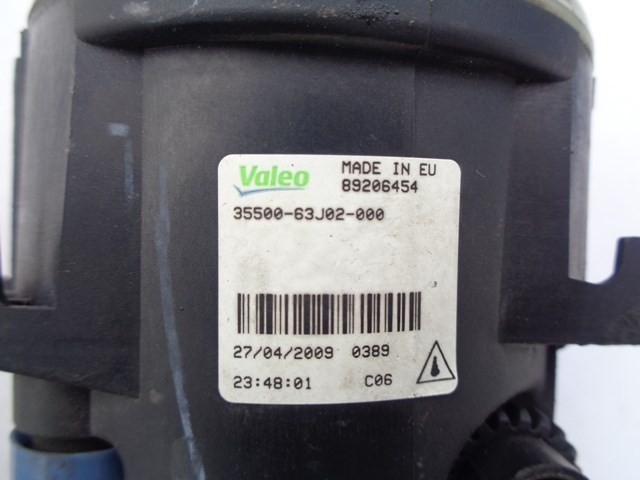 Valeo MADE IN EU
89206454
35500-63J02-000
27/04/2009 0389
23:48:01 C06